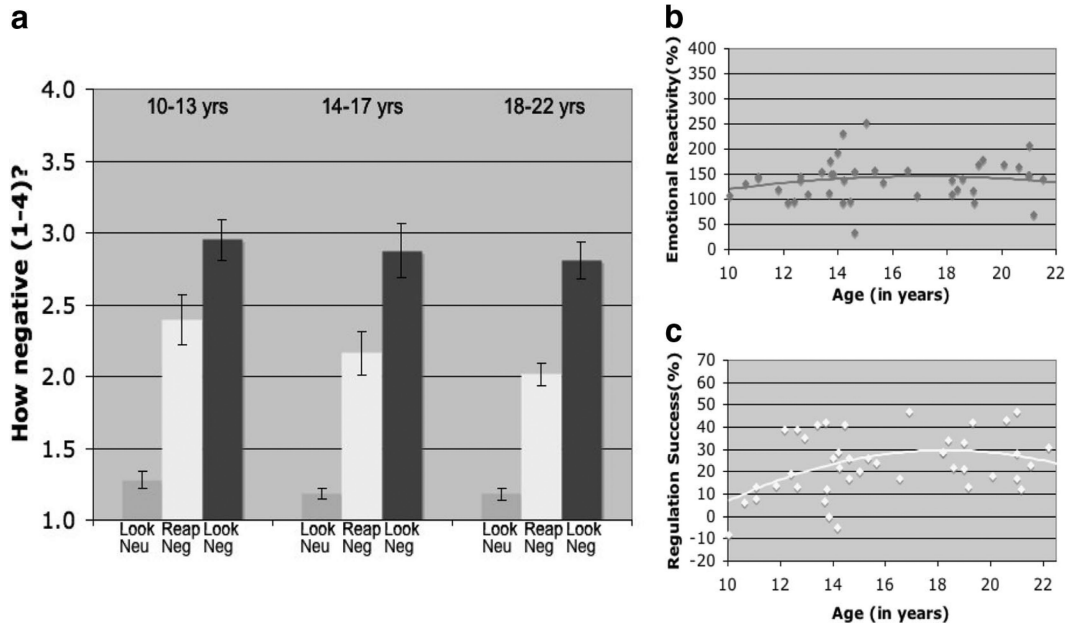 a
How negative (1-4)?
4.0
3.5
3.0
2.5
2.0
1.5
1.0
10-13 yrs
14-17 yrs
18-22 yrs
Look Reap Look
Neu Neg Neg
Look Reap Look
Neu Neg Neg
Look Reap Look
Neu Neg Neg
b
Emotional Reactivity(%)
400
350
300
250
200
150
100
50
0
10 12 14 16 18 20 22
Age (in years)
c
Regulation Success(%)
70
60
50
40
30
20
10
0
-10
-20
10 12 14 16 18 20 22
Age (in years)